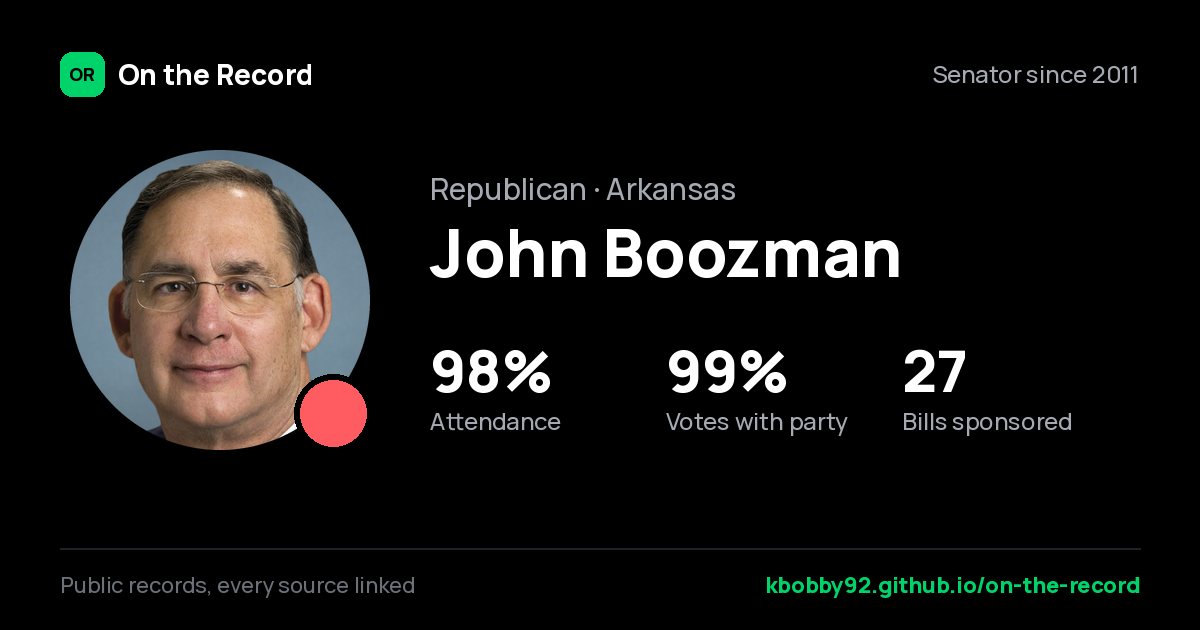 OR On the Record
Senator since 2011
Republican · Arkansas
John Boozman
98% 99% 27
Attendance Votes with party Bills sponsored
Public records, every source linked
kbobby92.github.io/on-the-record